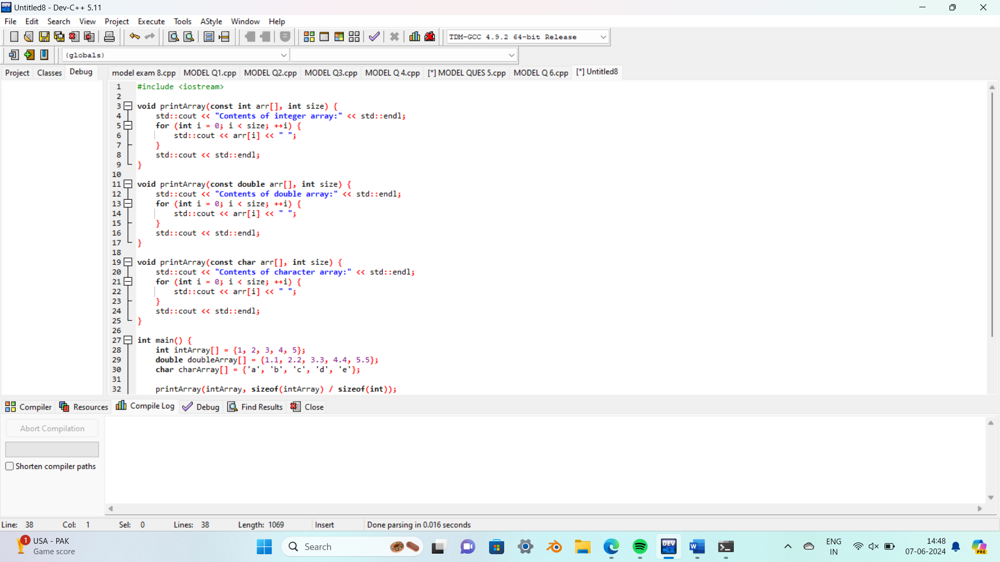 Untitled8 - Dev-C++ 5.11
File Edit Search View Project Execute Tools AStyle Window Help
TDM-GCC 4.9.2 64-bit Release
(globals)
Project Classes Debug
model exam 8.cpp MODEL Q1.cpp MODEL Q2.cpp MODEL Q3.cpp MODEL Q 4.cpp [*] MODEL QUES 5.cpp MODEL Q 6.cpp [*] Untitled8
1 #include <iostream>
2
3 void printArray(const int arr[], int size) {
4     std::cout << "Contents of integer array:" << std::endl;
5     for (int i = 0; i < size; ++i) {
6         std::cout << arr[i] << " ";
7     }
8     std::cout << std::endl;
9 }
10
11 void printArray(const double arr[], int size) {
12     std::cout << "Contents of double array:" << std::endl;
13     for (int i = 0; i < size; ++i) {
14         std::cout << arr[i] << " ";
15     }
16     std::cout << std::endl;
17 }
18
19 void printArray(const char arr[], int size) {
20     std::cout << "Contents of character array:" << std::endl;
21     for (int i = 0; i < size; ++i) {
22         std::cout << arr[i] << " ";
23     }
24     std::cout << std::endl;
25 }
26
27 int main() {
28     int intArray[] = {1, 2, 3, 4, 5};
29     double doubleArray[] = {1.1, 2.2, 3.3, 4.4, 5.5};
30     char charArray[] = {'a', 'b', 'c', 'd', 'e'};
31
32     printArray(intArray, sizeof(intArray) / sizeof(int));
Compiler Resources Compile Log Debug Find Results Close
Abort Compilation
Shorten compiler paths
Line: 38 Col: 1 Sel: 0 Lines: 38 Length: 1069 Insert Done parsing in 0.016 seconds
1
USA - PAK
Game score
Search
DEV
W
ENG
IN
14:48
07-06-2024
PRE